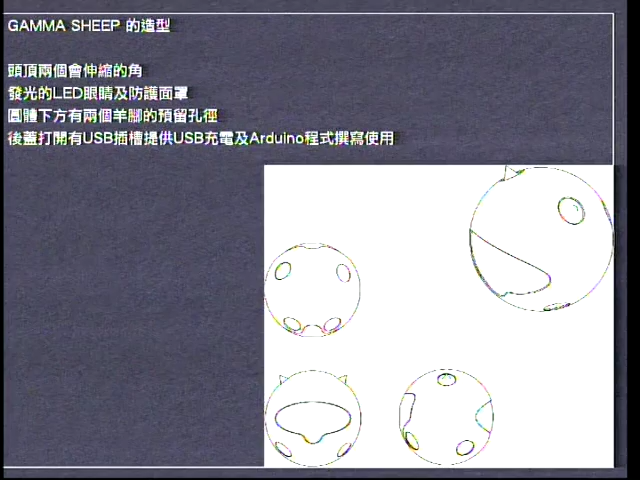 GAMMA SHEEP 的造型
頭頂兩個會伸縮的角
發光的LED眼睛及防護面罩
圓體下方有兩個羊腳的預留孔徑
後蓋打開有USB插槽提供USB充電及Arduino程式撰寫使用